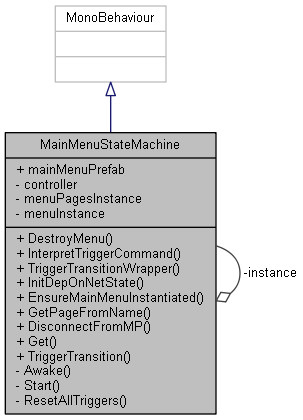 MonoBehaviour
MainMenuStateMachine
+ mainMenuPrefab
- controller
- menuPagesInstance
- menuInstance
+ DestroyMenu()
+ InterpretTriggerCommand()
+ TriggerTransitionWrapper()
+ InitDepOnNetState()
+ EnsureMainMenuInstantiated()
+ GetPageFromName()
+ DisconnectFromMP()
+ Get()
+ TriggerTransition()
- Awake()
- Start()
- ResetAllTriggers()
-instance